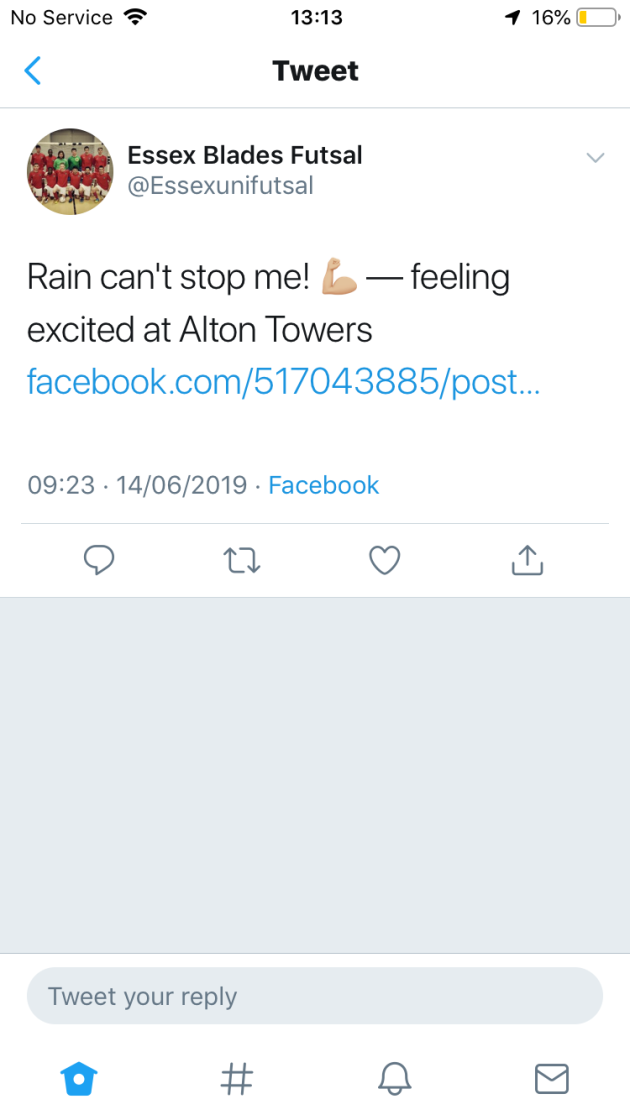 No Service 13:13 16%
Tweet
Essex Blades Futsal
@Essexunifutsal
Rain can't stop me! 💪🏼 — feeling
excited at Alton Towers
facebook.com/517043885/post...
09:23 · 14/06/2019 · Facebook
Tweet your reply